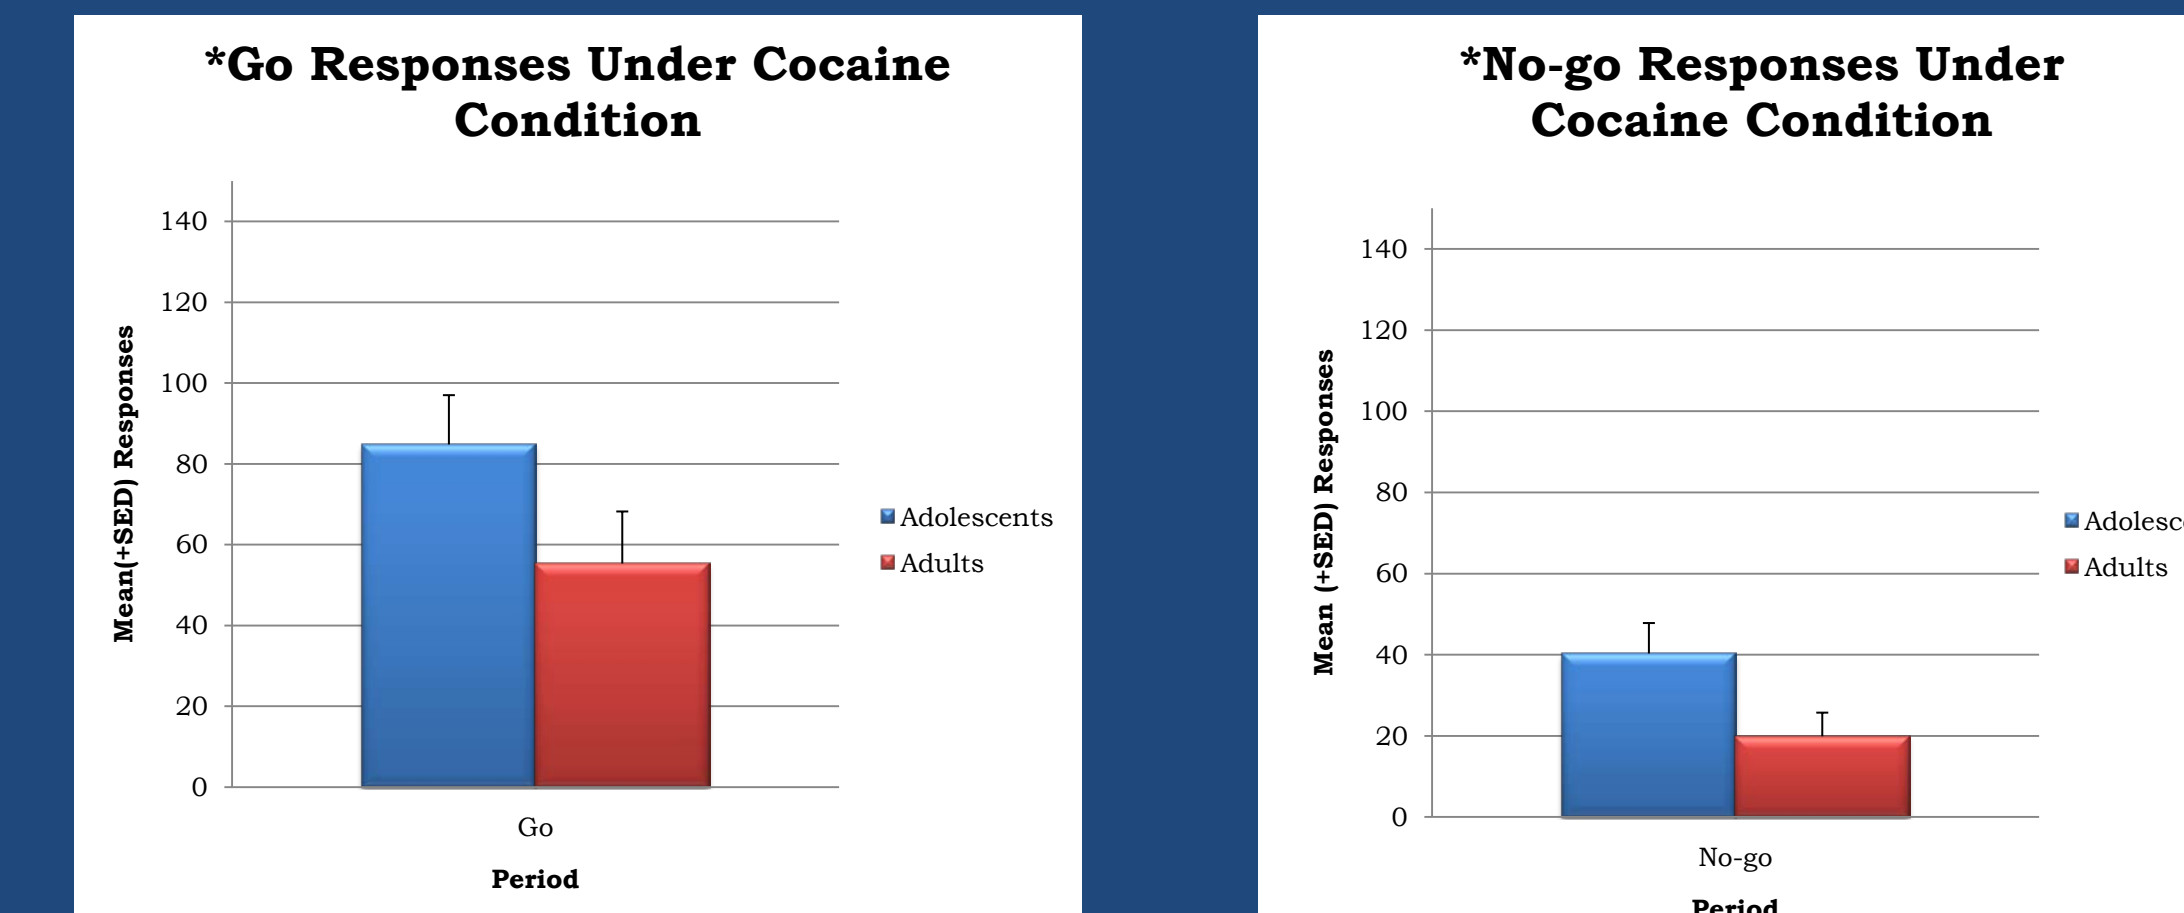 *Go Responses Under Cocaine
Condition
140
120
100
80
60
40
20
0
Mean(+SED) Responses
Go
Period
Adolescents
Adults
*No-go Responses Under
Cocaine Condition
140
120
100
80
60
40
20
0
Mean (+SED) Responses
No-go
Period
Adults